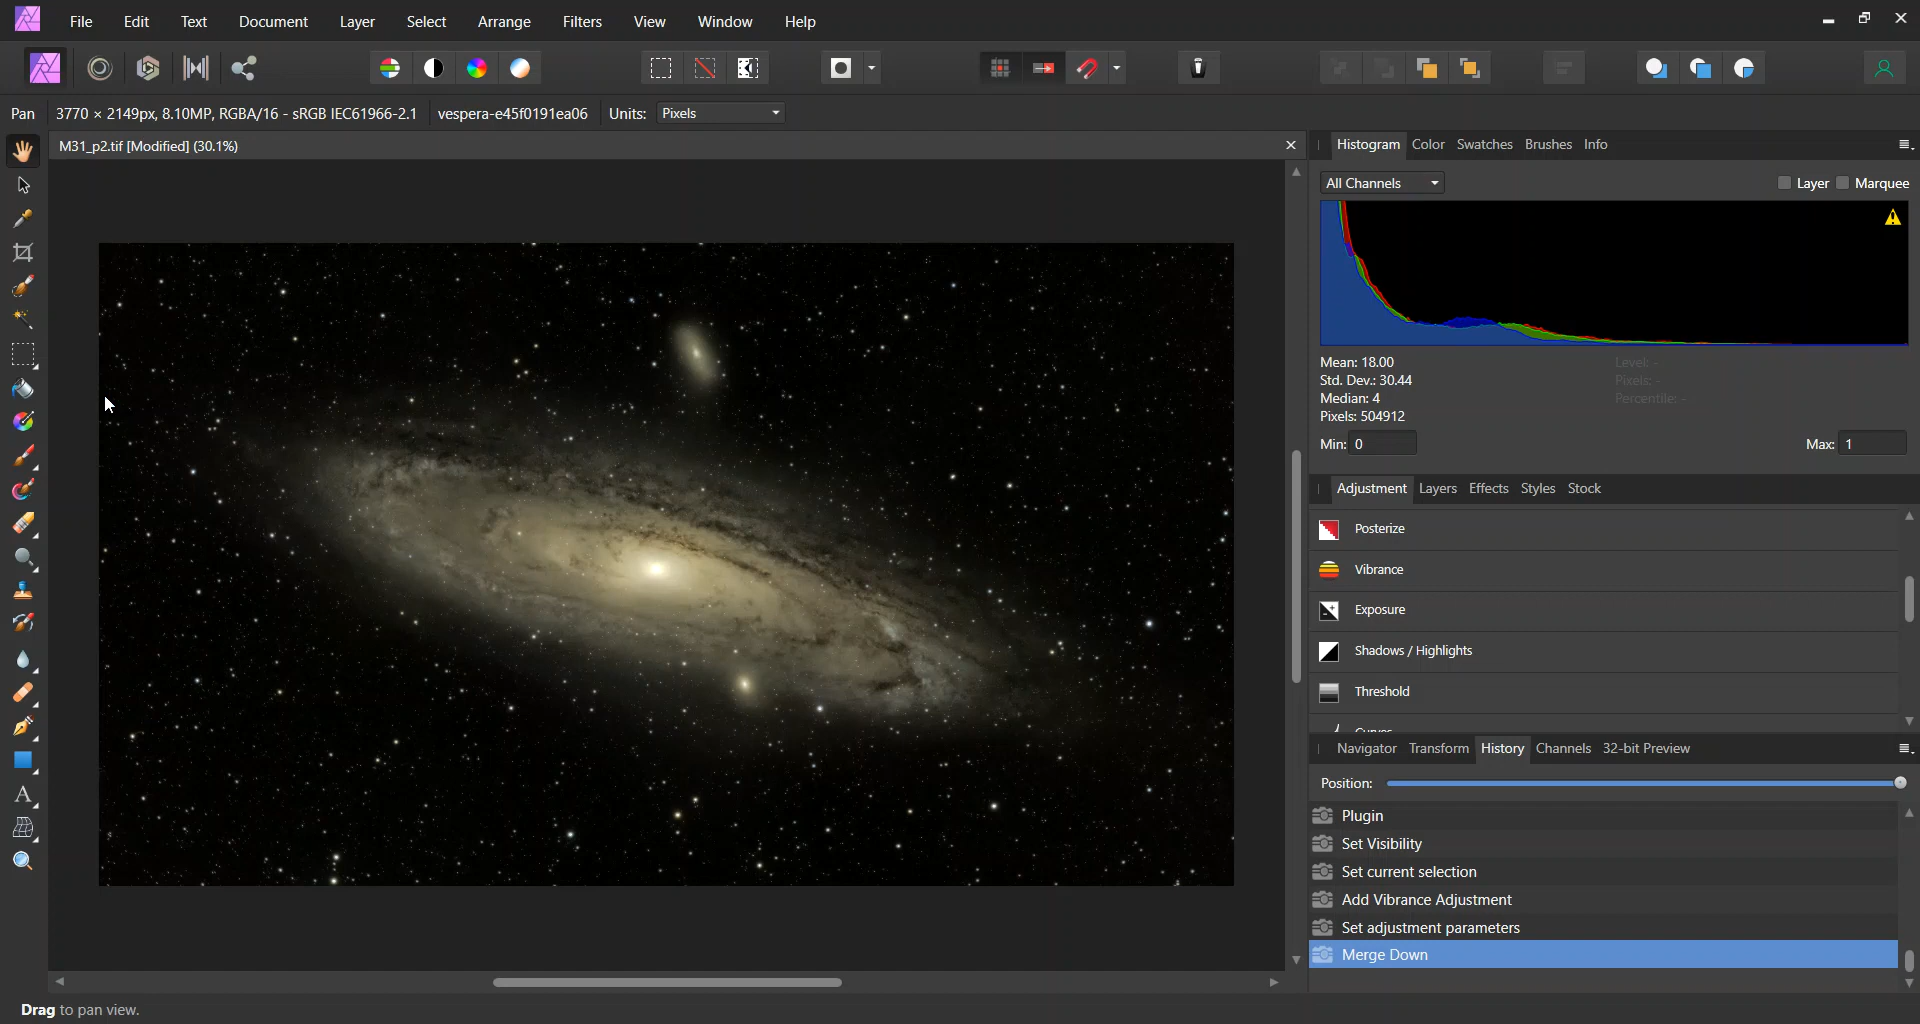 File Edit Text Document Layer Select Arrange Filters View Window Help
Pan 3770 × 2149px, 8.10MP, RGBA/16 - sRGB IEC61966-2.1 vespera-e45f0191ea06 Units: Pixels
M31_p2.tif [Modified] (30.1%)
Histogram Color Swatches Brushes Info
All Channels Layer Marquee
Mean: 18.00 Level: -
Std. Dev.: 30.44 Pixels: -
Median: 4 Percentile: -
Pixels: 504912
Min: 0 Max: 1
Adjustment Layers Effects Styles Stock
Posterize
Vibrance
Exposure
Shadows / Highlights
Threshold
Curves
Navigator Transform History Channels 32-bit Preview
Position:
Plugin
Set Visibility
Set current selection
Add Vibrance Adjustment
Set adjustment parameters
Merge Down
Drag to pan view.